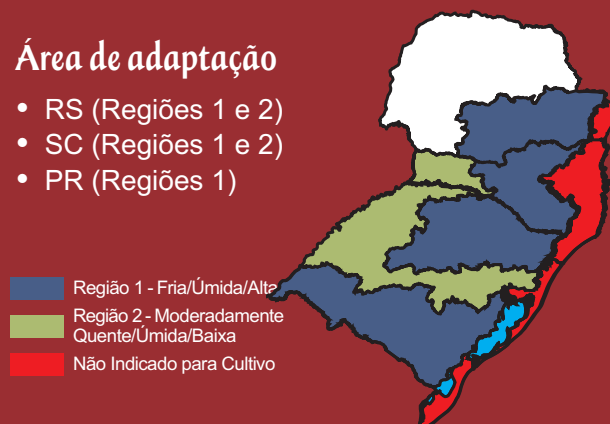 Área de adaptação
• RS (Regiões 1 e 2)
• SC (Regiões 1 e 2)
• PR (Regiões 1)
Região 1 - Fria/Úmida/Alta
Região 2 - Moderadamente
Quente/Úmida/Baixa
Não Indicado para Cultivo